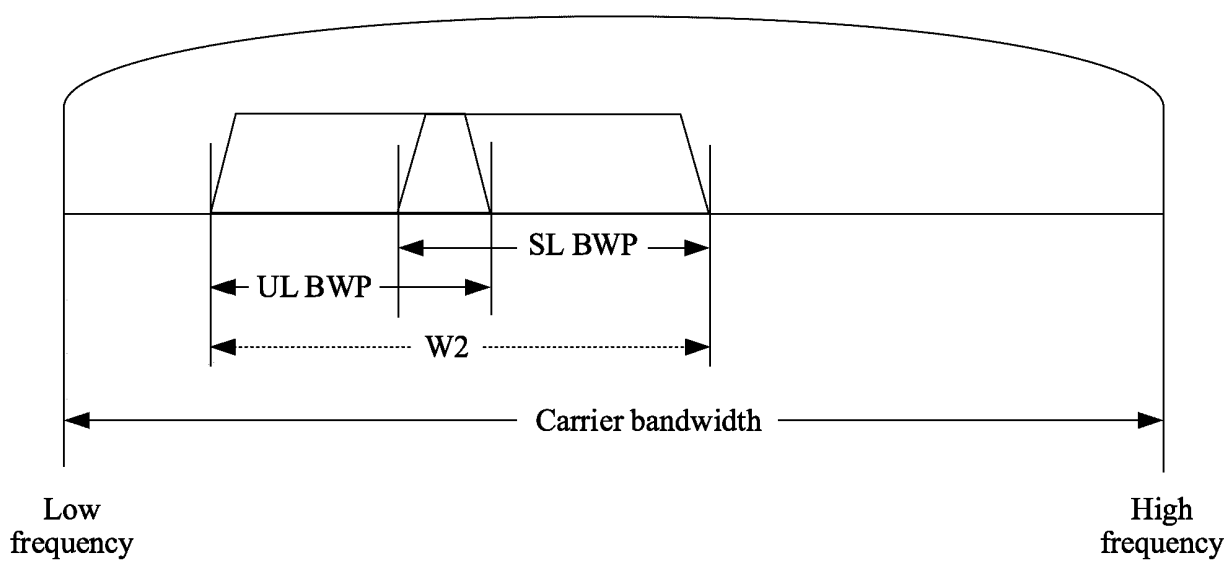 SL BWP
UL BWP
W2
Carrier bandwidth
Low
frequency
High
frequency